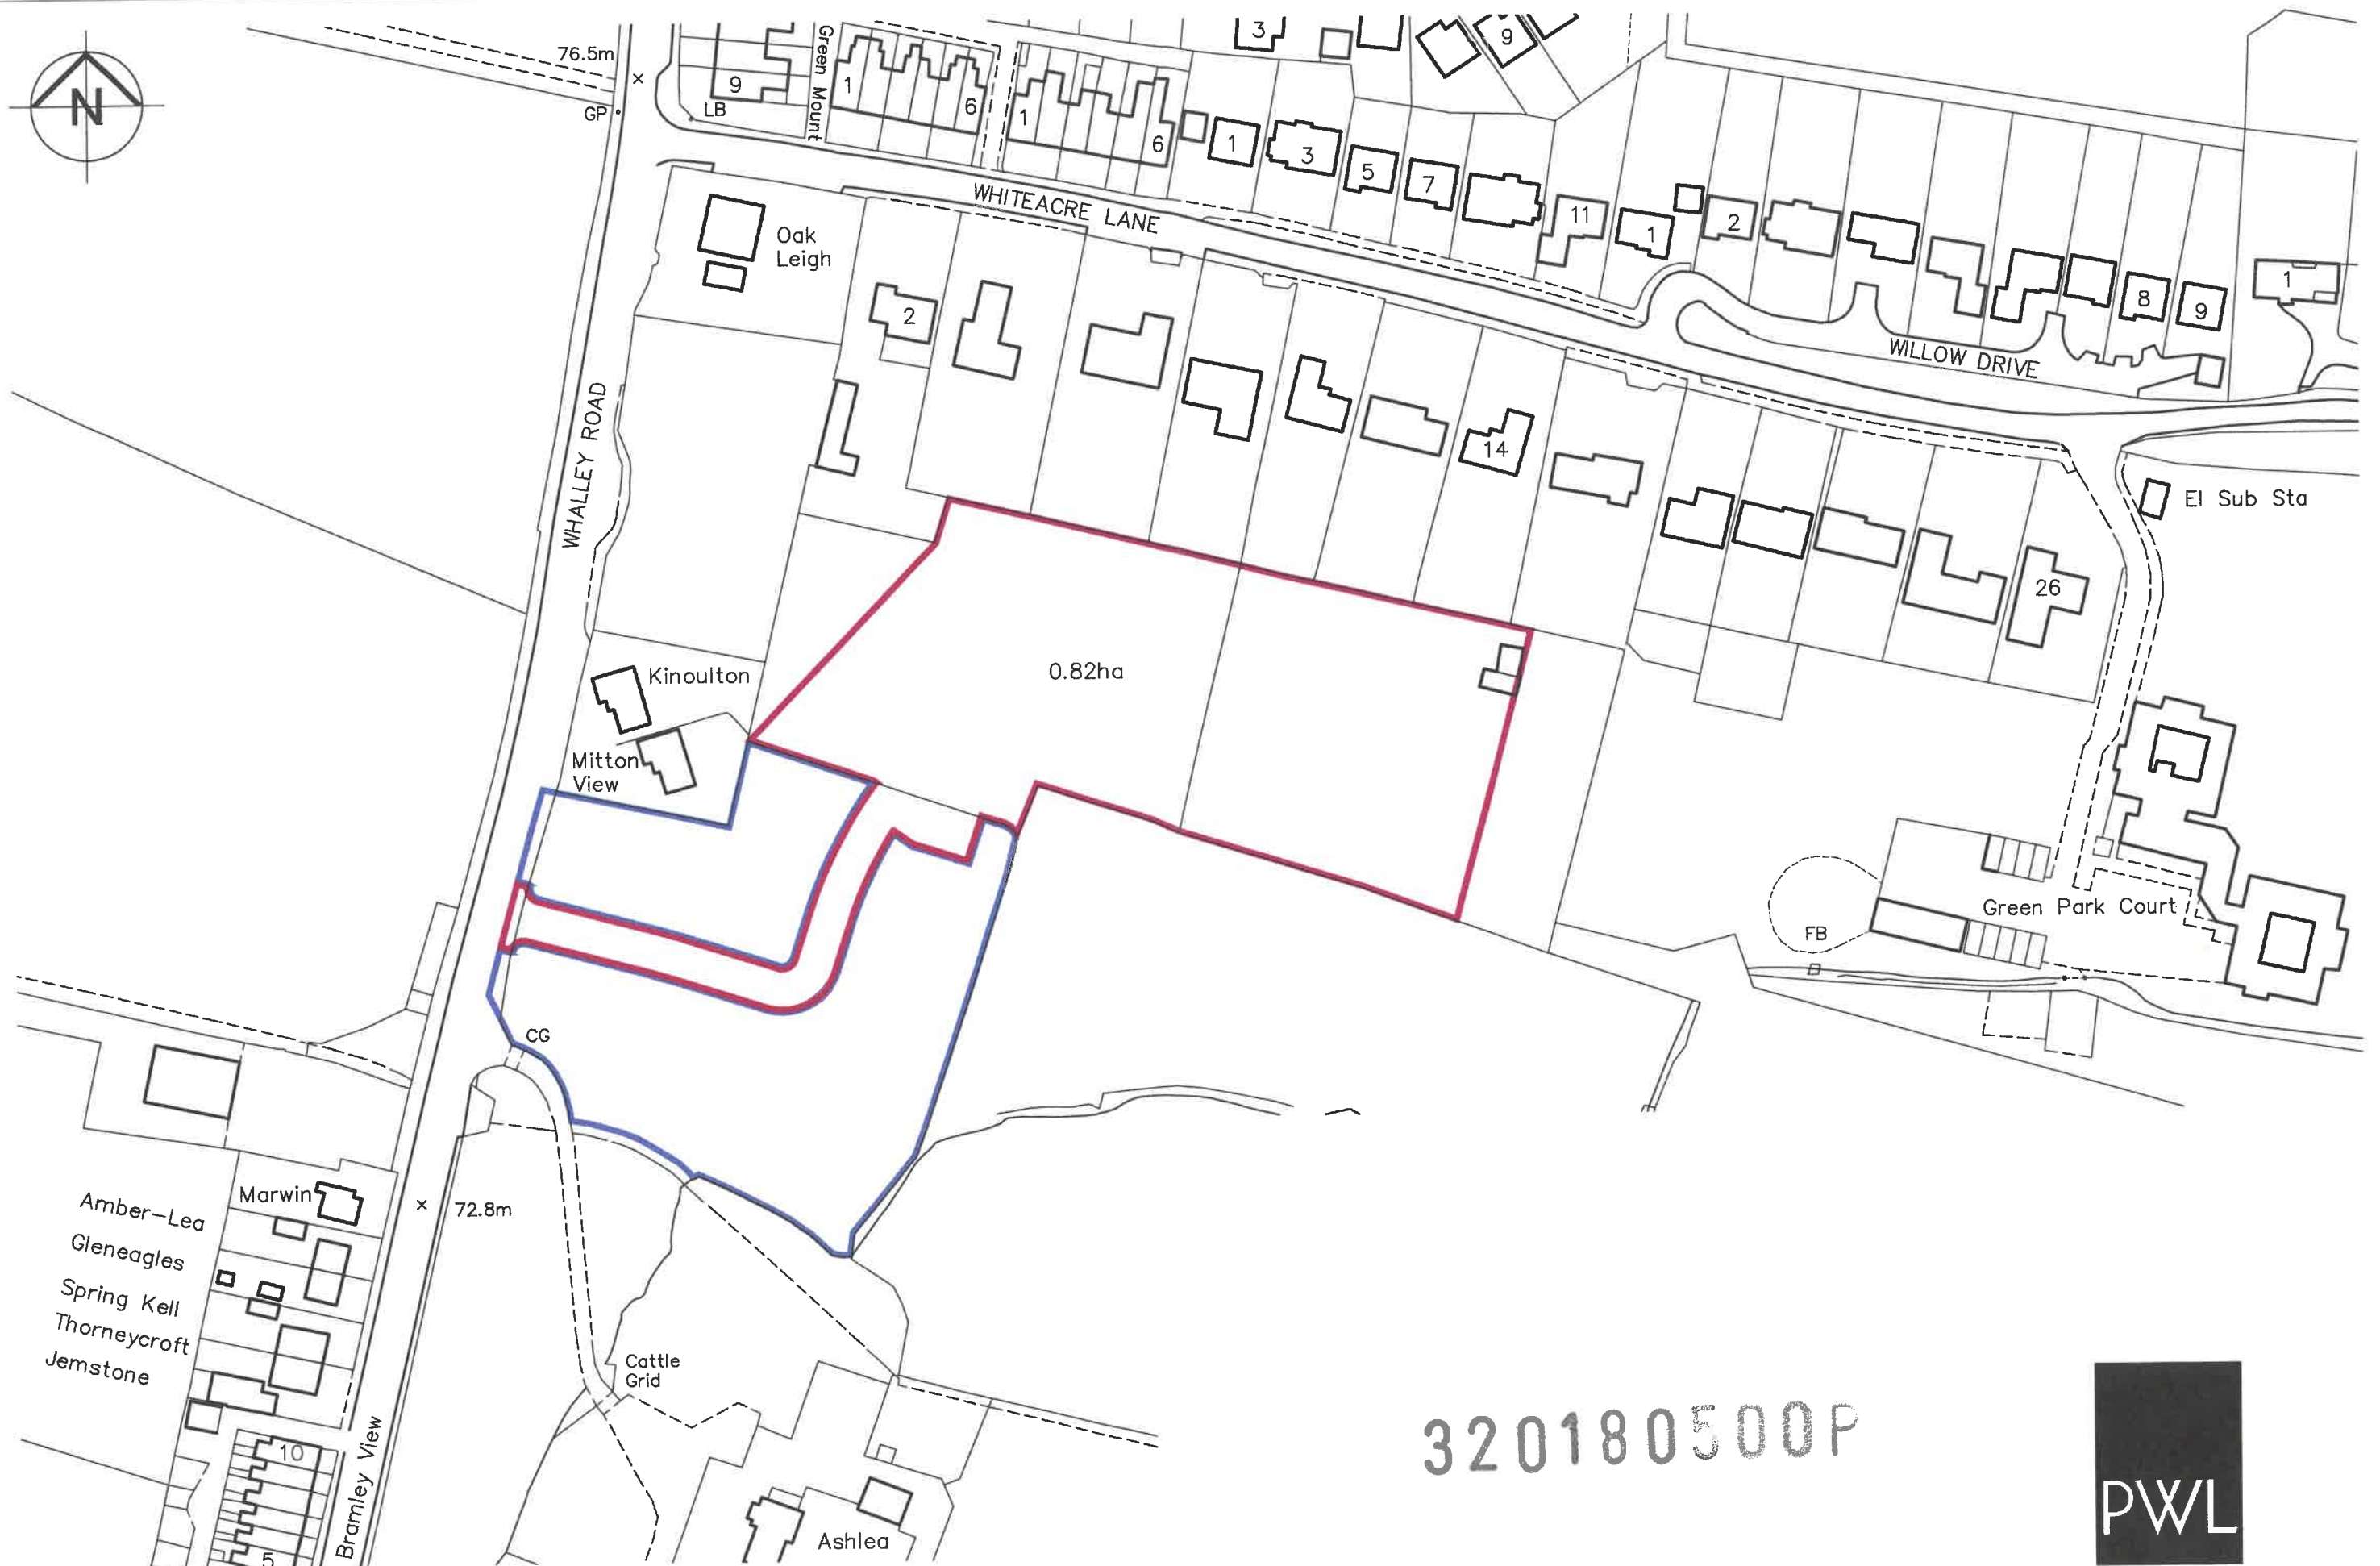 N
76.5m
GP
LB
9
Green Mount
1
6
1
6
3
9
1
3
5
7
11
1
2
8
9
1
WHITEACRE LANE
WILLOW DRIVE
Oak
Leigh
2
14
26
El Sub Sta
WHALLEY ROAD
Kinoulton
0.82ha
Mitton
View
Green Park Court
FB
CG
Marwin
72.8m
Amber-Lea
Gleneagles
Spring Kell
Thorneycroft
Jemstone
Cattle
Grid
10
5
Bramley View
Ashlea
320180500P
PWL